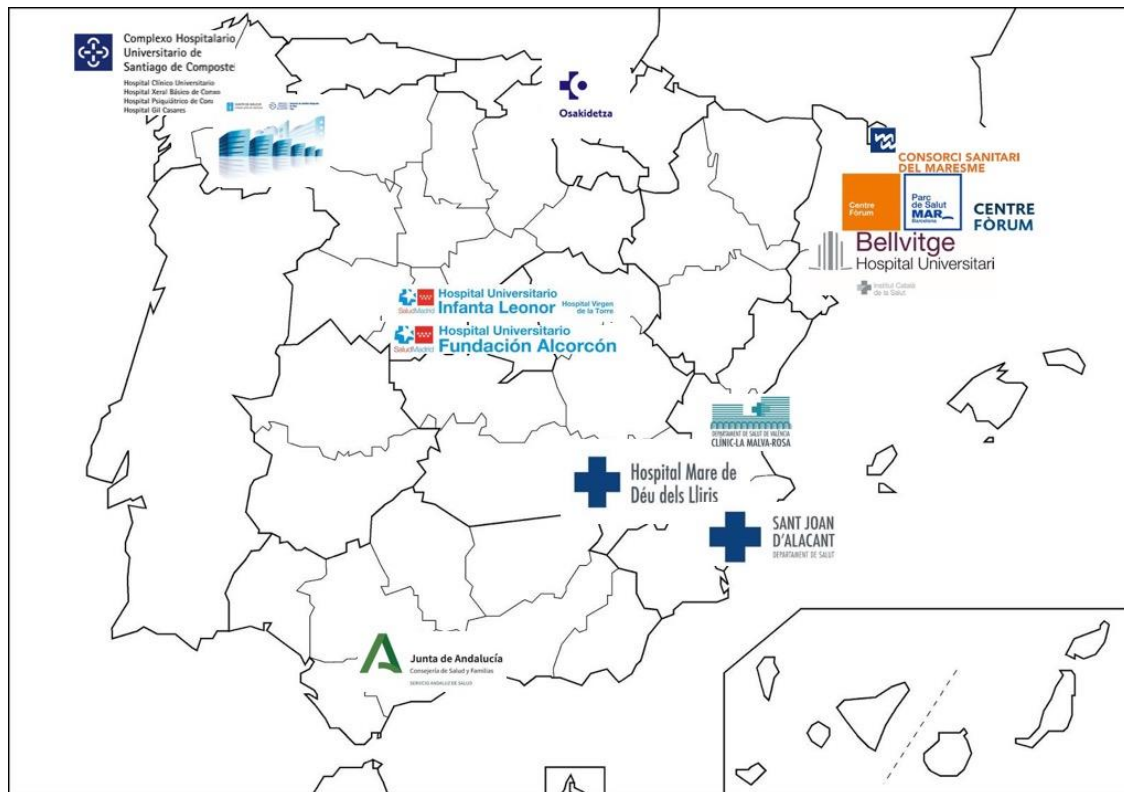 Complexo Hospitalario
Universitario de
Santiago de Composte
Hospital Clínico Universitario
Hospital Xeral Básico de Conxo
Hospital Psiquiátrico de Con
Hospital Gil Casares
Osakidetza
CONSORCI SANITARI
DEL MARESME
Centre
Fòrum
Parc
de Salut
MAR
Barcelona
CENTRE
FÒRUM
Bellvitge
Hospital Universitari
Institut Català
de la Salut
SaludMadrid
Hospital Universitario
Infanta Leonor
Hospital Virgen
de la Torre
SaludMadrid
Hospital Universitario
Fundación Alcorcón
DEPARTAMENT DE SALUT DE VALÈNCIA
CLÍNIC-LA MALVA-ROSA
Hospital Mare de
Déu dels Lliris
SANT JOAN
D'ALACANT
DEPARTAMENT DE SALUT
Junta de Andalucía
Consejería de Salud y Familias
SERVICIO ANDALUZ DE SALUD